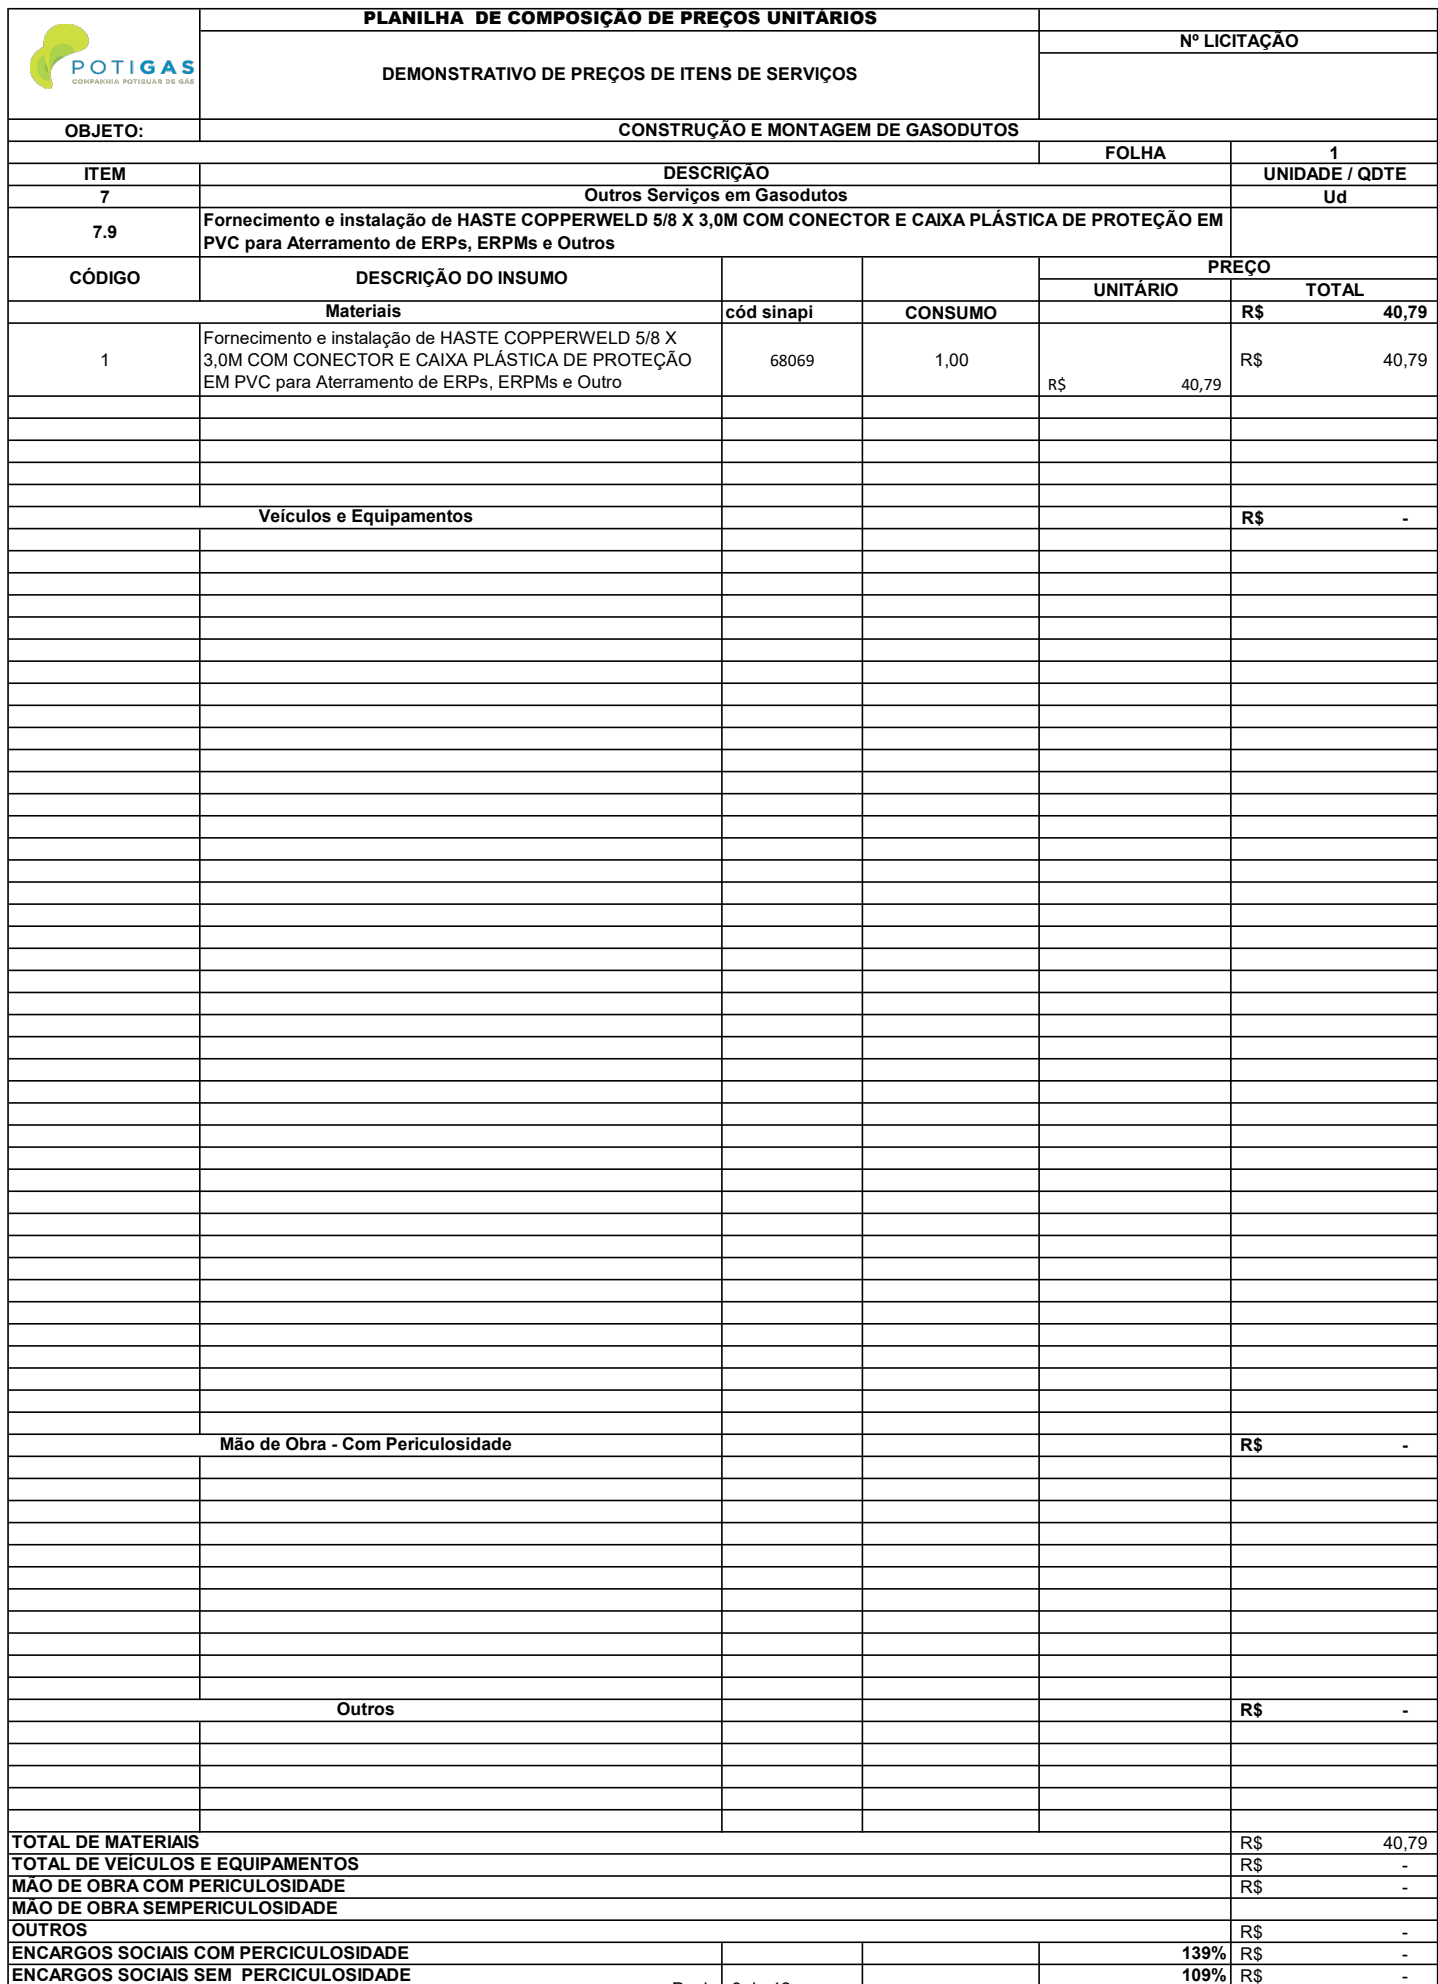 PLANILHA DE COMPOSIÇÃO DE PREÇOS UNITÁRIOS
Nº LICITAÇÃO
POTIGAS
COMPANHIA POTIGUAR DE GÁS
DEMONSTRATIVO DE PREÇOS DE ITENS DE SERVIÇOS
OBJETO: CONSTRUÇÃO E MONTAGEM DE GASODUTOS
FOLHA 1
ITEM DESCRIÇÃO UNIDADE / QDTE
7 Outros Serviços em Gasodutos Ud
7.9 Fornecimento e instalação de HASTE COPPERWELD 5/8 X 3,0M COM CONECTOR E CAIXA PLÁSTICA DE PROTEÇÃO EM
PVC para Aterramento de ERPs, ERPMs e Outros
CÓDIGO DESCRIÇÃO DO INSUMO PREÇO
UNITÁRIO TOTAL
Materiais cód sinapi CONSUMO R$ 40,79
Fornecimento e instalação de HASTE COPPERWELD 5/8 X
1 3,0M COM CONECTOR E CAIXA PLÁSTICA DE PROTEÇÃO 68069 1,00 R$ 40,79
EM PVC para Aterramento de ERPs, ERPMs e Outro R$ 40,79
Veículos e Equipamentos R$ -
Mão de Obra - Com Periculosidade R$ -
Outros R$ -
TOTAL DE MATERIAIS R$ 40,79
TOTAL DE VEÍCULOS E EQUIPAMENTOS R$ -
MÃO DE OBRA COM PERICULOSIDADE R$ -
MÃO DE OBRA SEMPERICULOSIDADE
OUTROS R$ -
ENCARGOS SOCIAIS COM PERCICULOSIDADE 139% R$ -
ENCARGOS SOCIAIS SEM PERCICULOSIDADE 109% R$ -